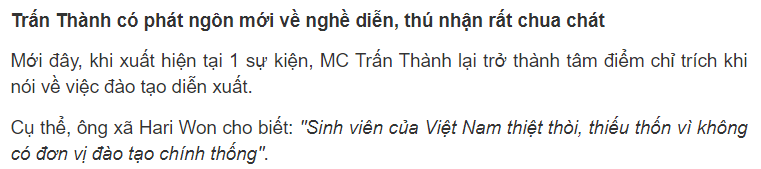 Trấn Thành có phát ngôn mới về nghề diễn, thú nhận rất chua chát
Mới đây, khi xuất hiện tại 1 sự kiện, MC Trấn Thành lại trở thành tâm điểm chỉ trích khi
nói về việc đào tạo diễn xuất.
Cụ thể, ông xã Hari Won cho biết: "Sinh viên của Việt Nam thiệt thòi, thiếu thốn vì không
có đơn vị đào tạo chính thống".